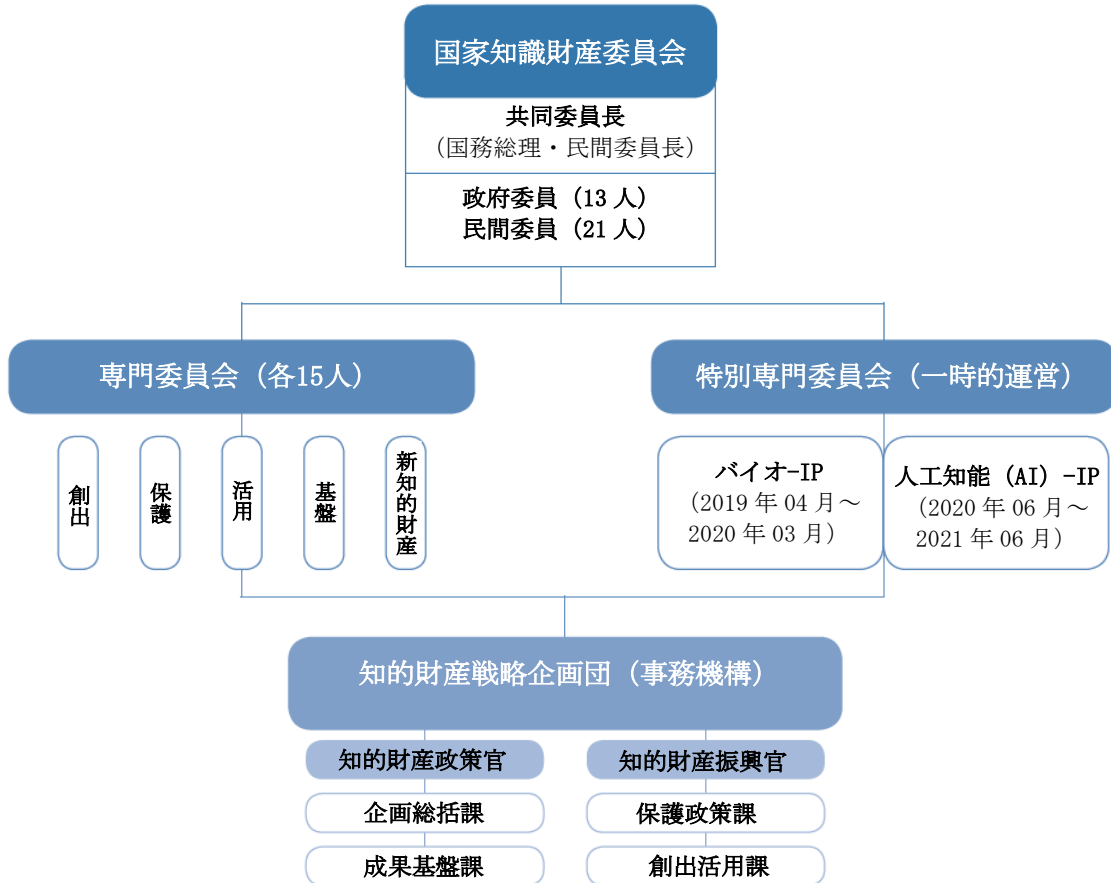 国家知識財産委員会
共同委員長
（国務総理・民間委員長）
政府委員（13 人）
民間委員（21 人）
専門委員会（各15人）
特別専門委員会（一時的運営）
創出
保護
活用
基盤
新知的財産
バイオ-IP
（2019 年 04 月～
2020 年 03 月）
人工知能（AI）-IP
（2020 年 06 月～
2021 年 06 月）
知的財産戦略企画団（事務機構）
知的財産政策官
知的財産振興官
企画総括課
保護政策課
成果基盤課
創出活用課